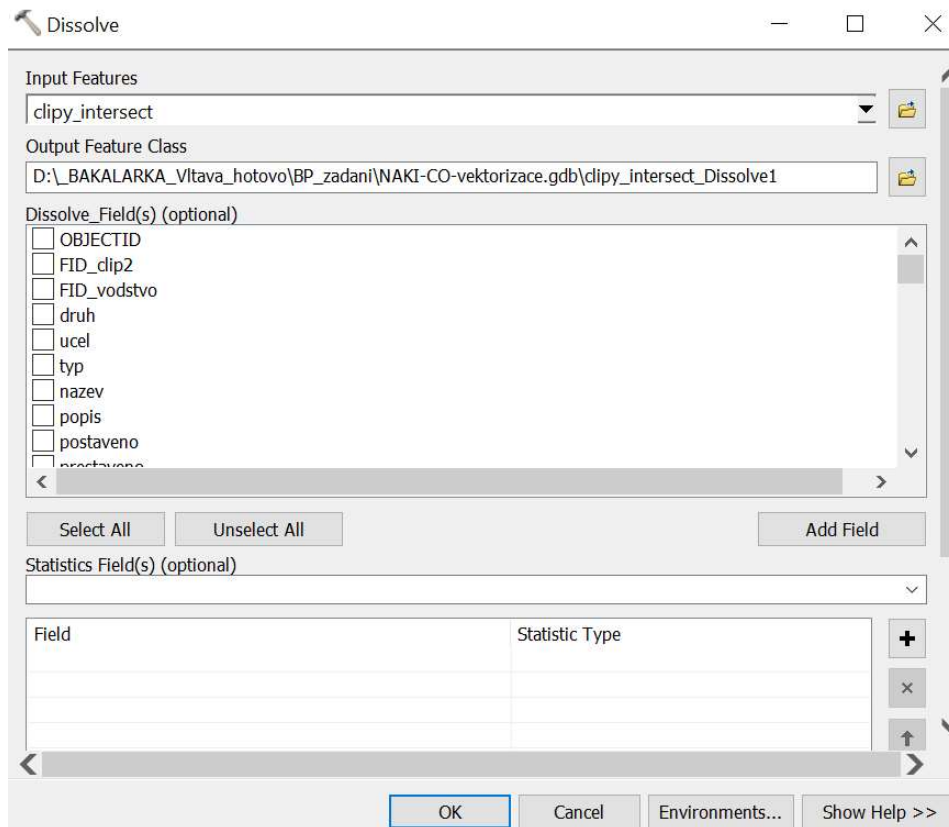 Dissolve
Input Features
clipy_intersect
Output Feature Class
D:\_BAKALARKA_Vltava_hotovo\BP_zadani\NAKI-CO-vektorizace.gdb\clipy_intersect_Dissolve1
Dissolve_Field(s) (optional)
OBJECTID
FID_clip2
FID_vodstvo
druh
ucel
typ
nazev
popis
postaveno
Select All Unselect All Add Field
Statistics Field(s) (optional)
Field Statistic Type
OK Cancel Environments... Show Help >>